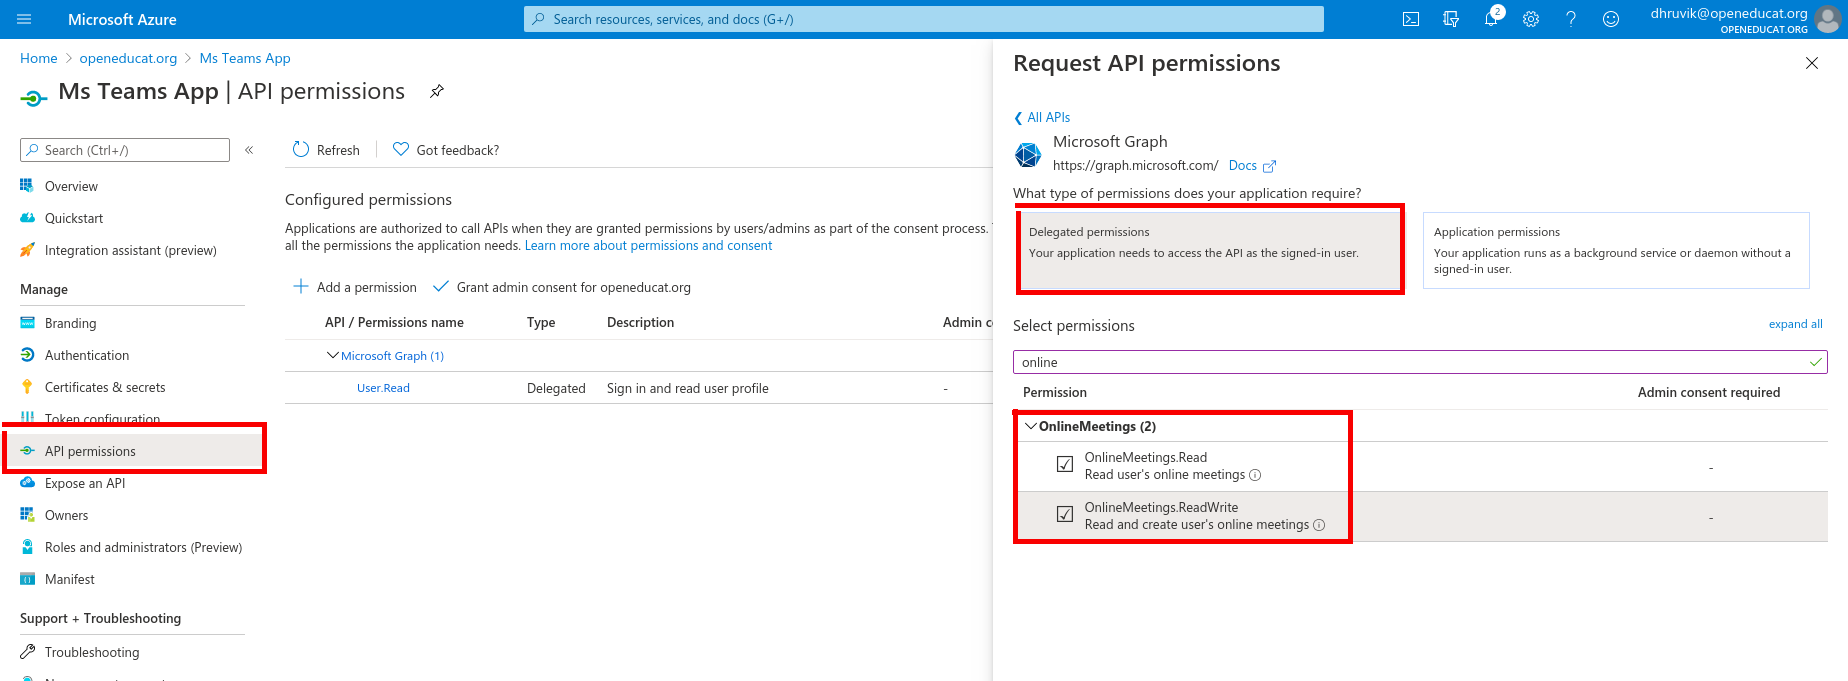 Microsoft Azure
Search resources, services, and docs (G+/)
2
dhruvik@openeducat.org
OPENEDUCAT.ORG
Home > openeducat.org > Ms Teams App
Ms Teams App | API permissions
Search (Ctrl+/)
«
Overview
Quickstart
Integration assistant (preview)
Manage
Branding
Authentication
Certificates & secrets
Token configuration
API permissions
Expose an API
Owners
Roles and administrators (Preview)
Manifest
Support + Troubleshooting
Troubleshooting
Refresh
Got feedback?
Configured permissions
Applications are authorized to call APIs when they are granted permissions by users/admins as part of the consent process.
all the permissions the application needs. Learn more about permissions and consent
Add a permission
Grant admin consent for openeducat.org
API / Permissions name Type Description Admin
Microsoft Graph (1)
User.Read Delegated Sign in and read user profile -
Request API permissions
All APIs
Microsoft Graph
https://graph.microsoft.com/ Docs
What type of permissions does your application require?
Delegated permissions
Your application needs to access the API as the signed-in user.
Application permissions
Your application runs as a background service or daemon without a
signed-in user.
Select permissions
expand all
online
Permission Admin consent required
OnlineMeetings (2)
OnlineMeetings.Read
Read user's online meetings
-
OnlineMeetings.ReadWrite
Read and create user's online meetings
-